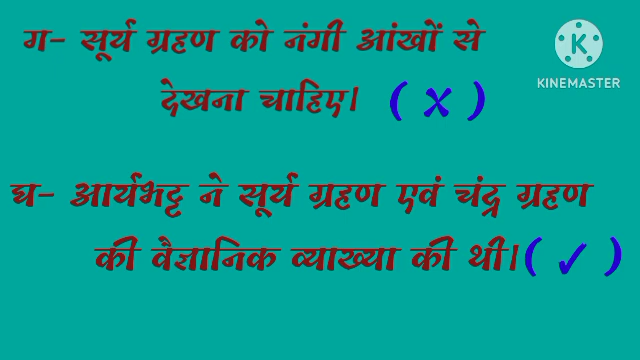 ग- सूर्य ग्रहण को नंगी आंखों से
देखना चाहिए। ( X )
KINEMASTER
घ- आर्यभट्ट ने सूर्य ग्रहण एवं चंद्र ग्रहण
की वैज्ञानिक व्याख्या की थी। ( ✓ )